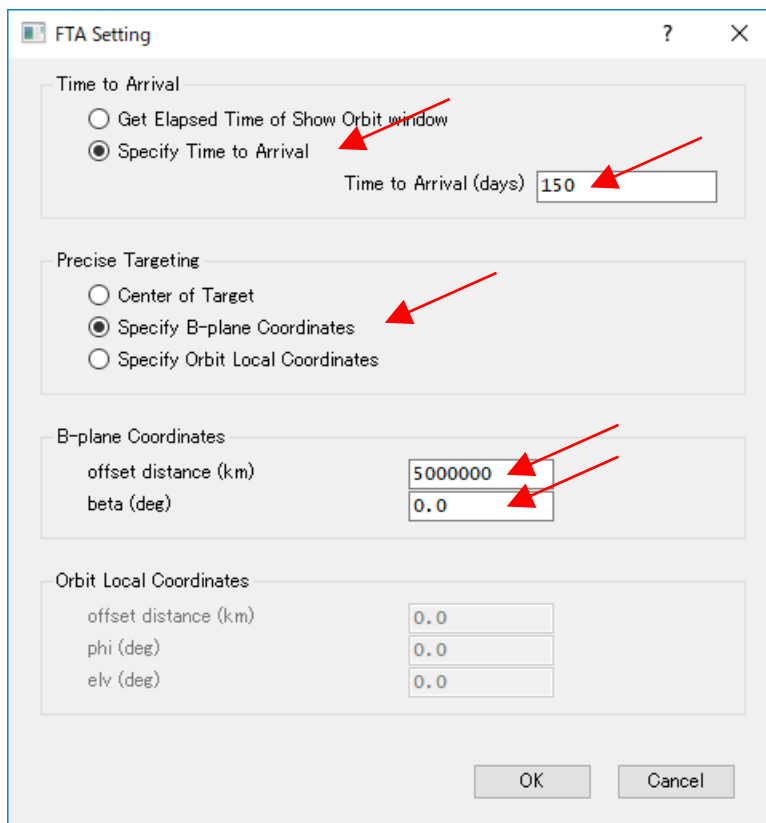 FTA Setting
Time to Arrival
Get Elapsed Time of Show Orbit window
Specify Time to Arrival
Time to Arrival (days) 150
Precise Targeting
Center of Target
Specify B-plane Coordinates
Specify Orbit Local Coordinates
B-plane Coordinates
offset distance (km) 5000000
beta (deg) 0.0
Orbit Local Coordinates
offset distance (km) 0.0
phi (deg) 0.0
elv (deg) 0.0
OK Cancel